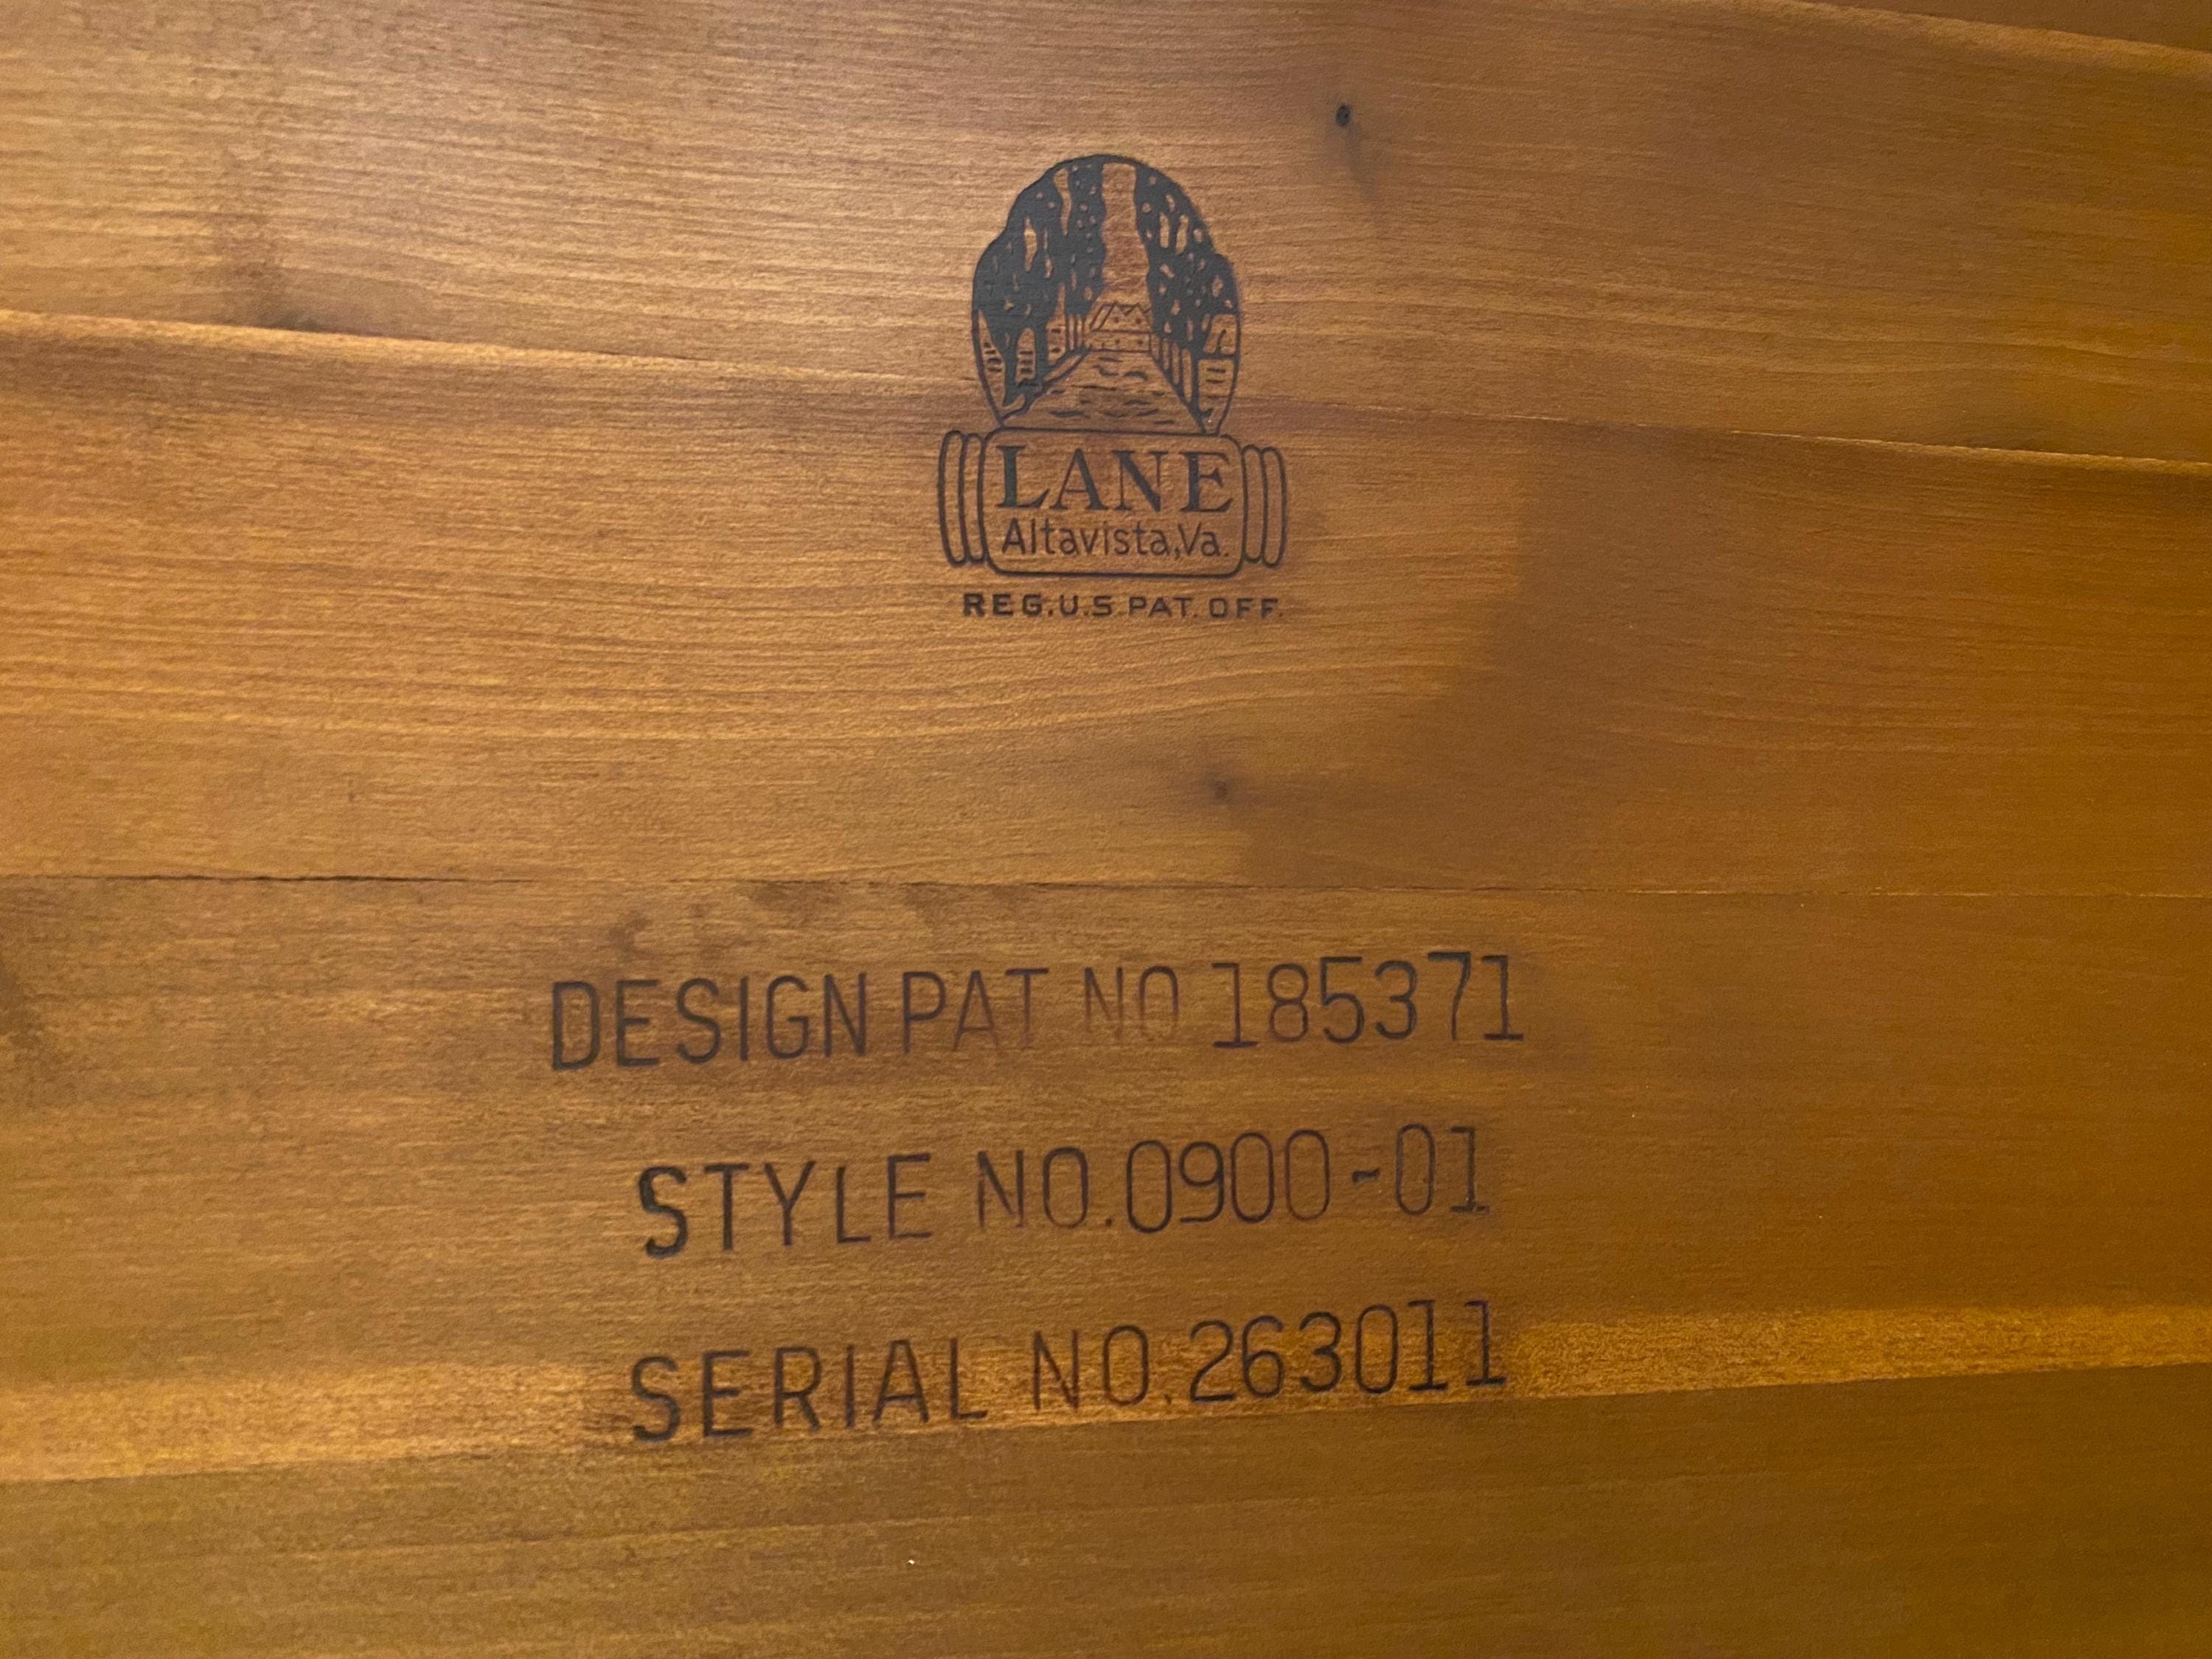 LANE
Altavista,Va.
REG.U.S.PAT.OFF.
DESIGN PAT NO 185371
STYLE NO.0900-01
SERIAL NO.263011